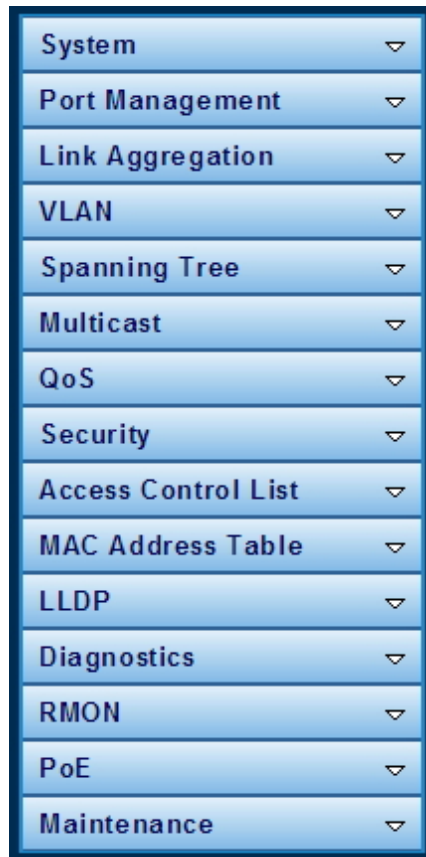 System
Port Management
Link Aggregation
VLAN
Spanning Tree
Multicast
QoS
Security
Access Control List
MAC Address Table
LLDP
Diagnostics
RMON
PoE
Maintenance